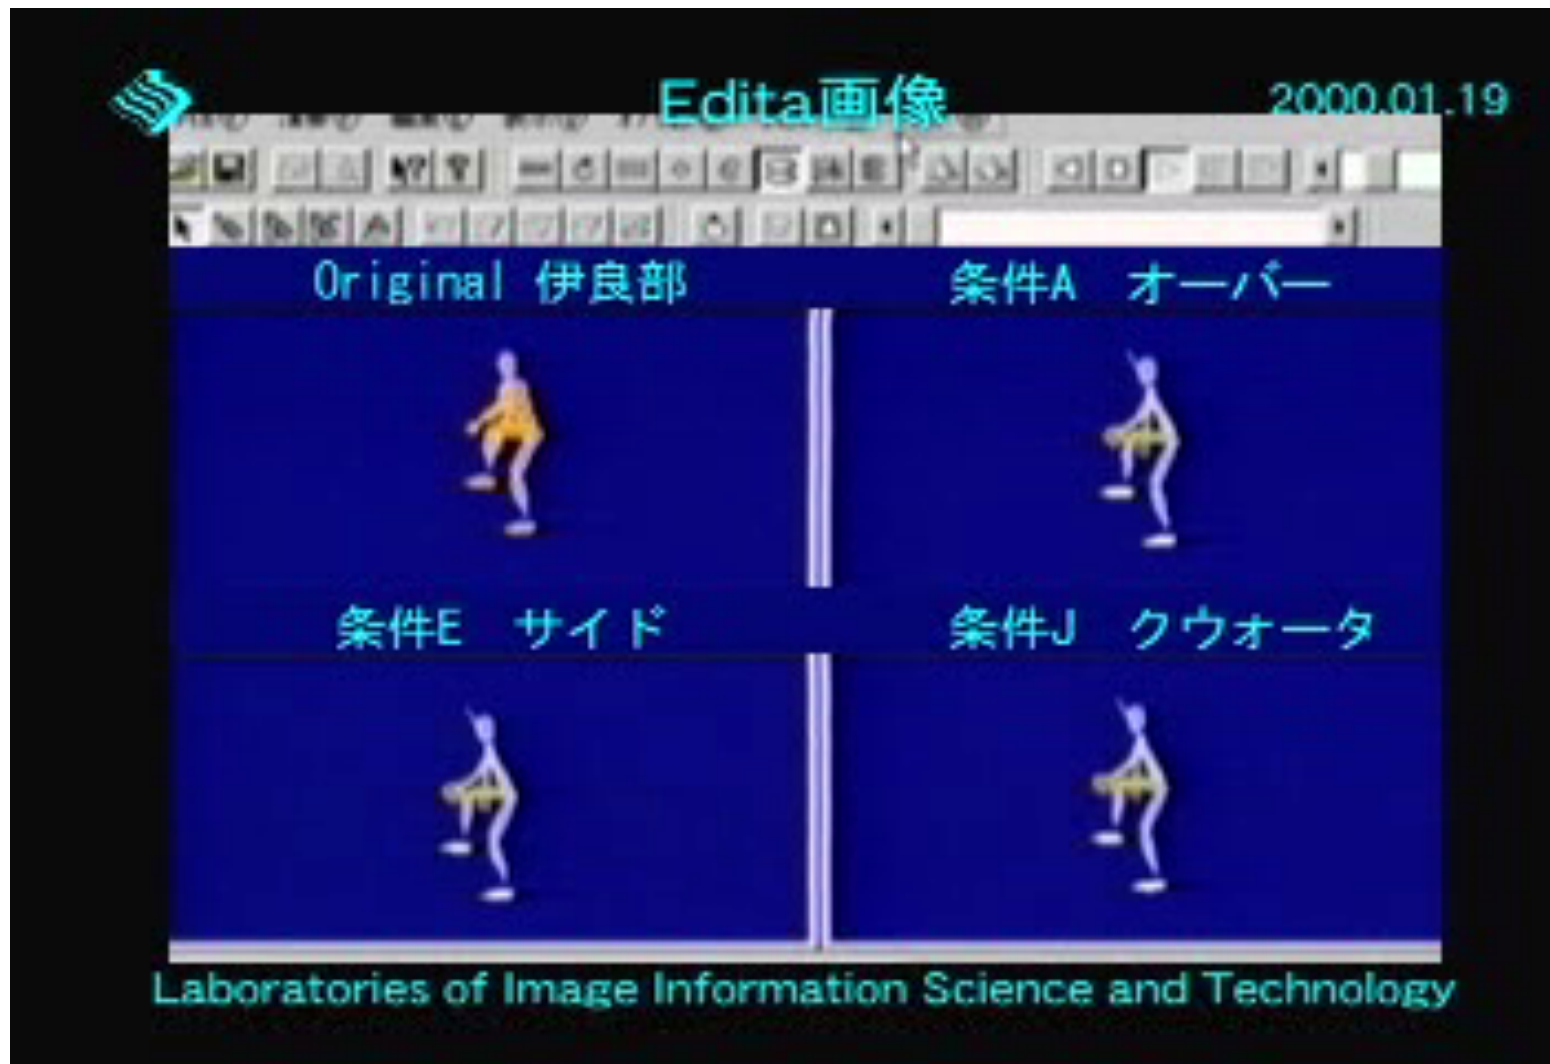 Edita画像
2000.01.19
Original 伊良部
条件A オーバー
条件E サイド
条件J クウォータ
Laboratories of Image Information Science and Technology